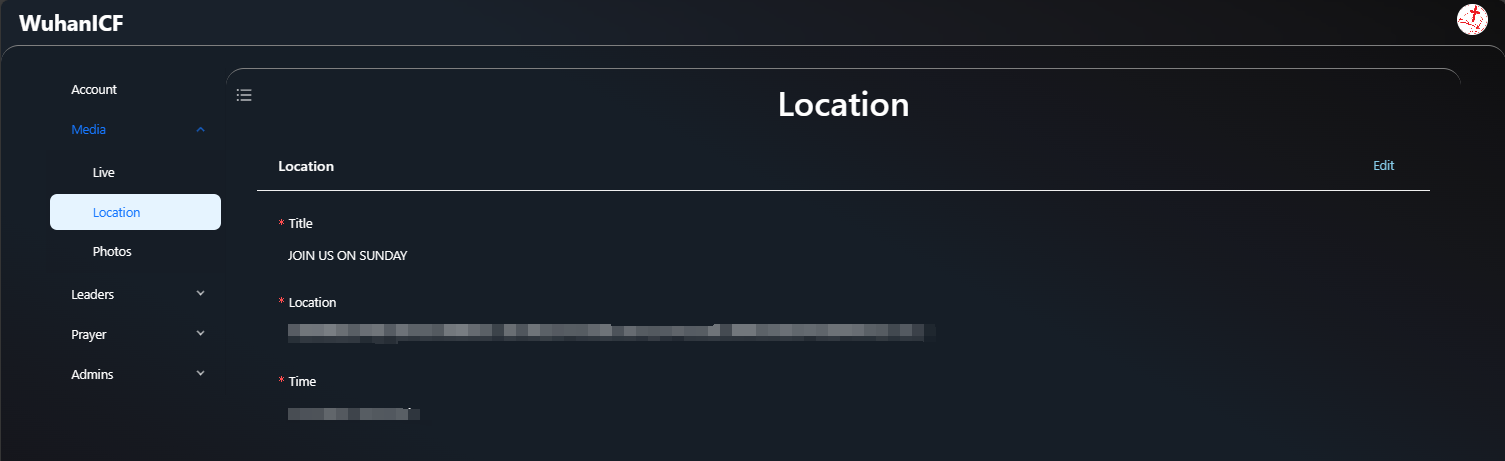 WuhanICF
Account
Media
Live
Location
Photos
Leaders
Prayer
Admins
Location
Location
Edit
* Title
JOIN US ON SUNDAY
* Location
* Time